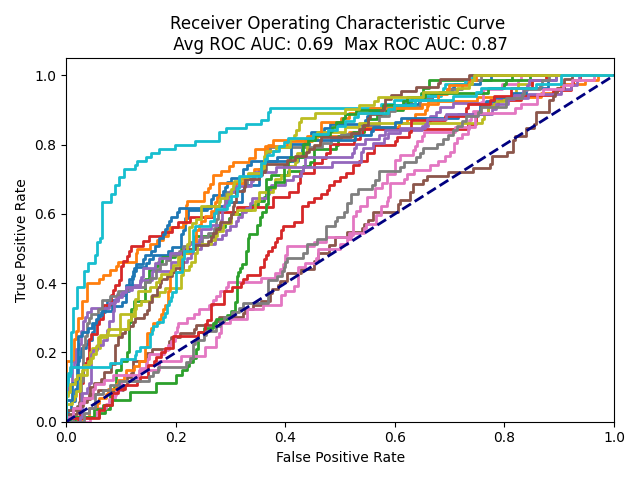 Receiver Operating Characteristic Curve
Avg ROC AUC: 0.69 Max ROC AUC: 0.87
True Positive Rate
1.0
0.8
0.6
0.4
0.2
0.0
0.0 0.2 0.4 0.6 0.8 1.0
False Positive Rate